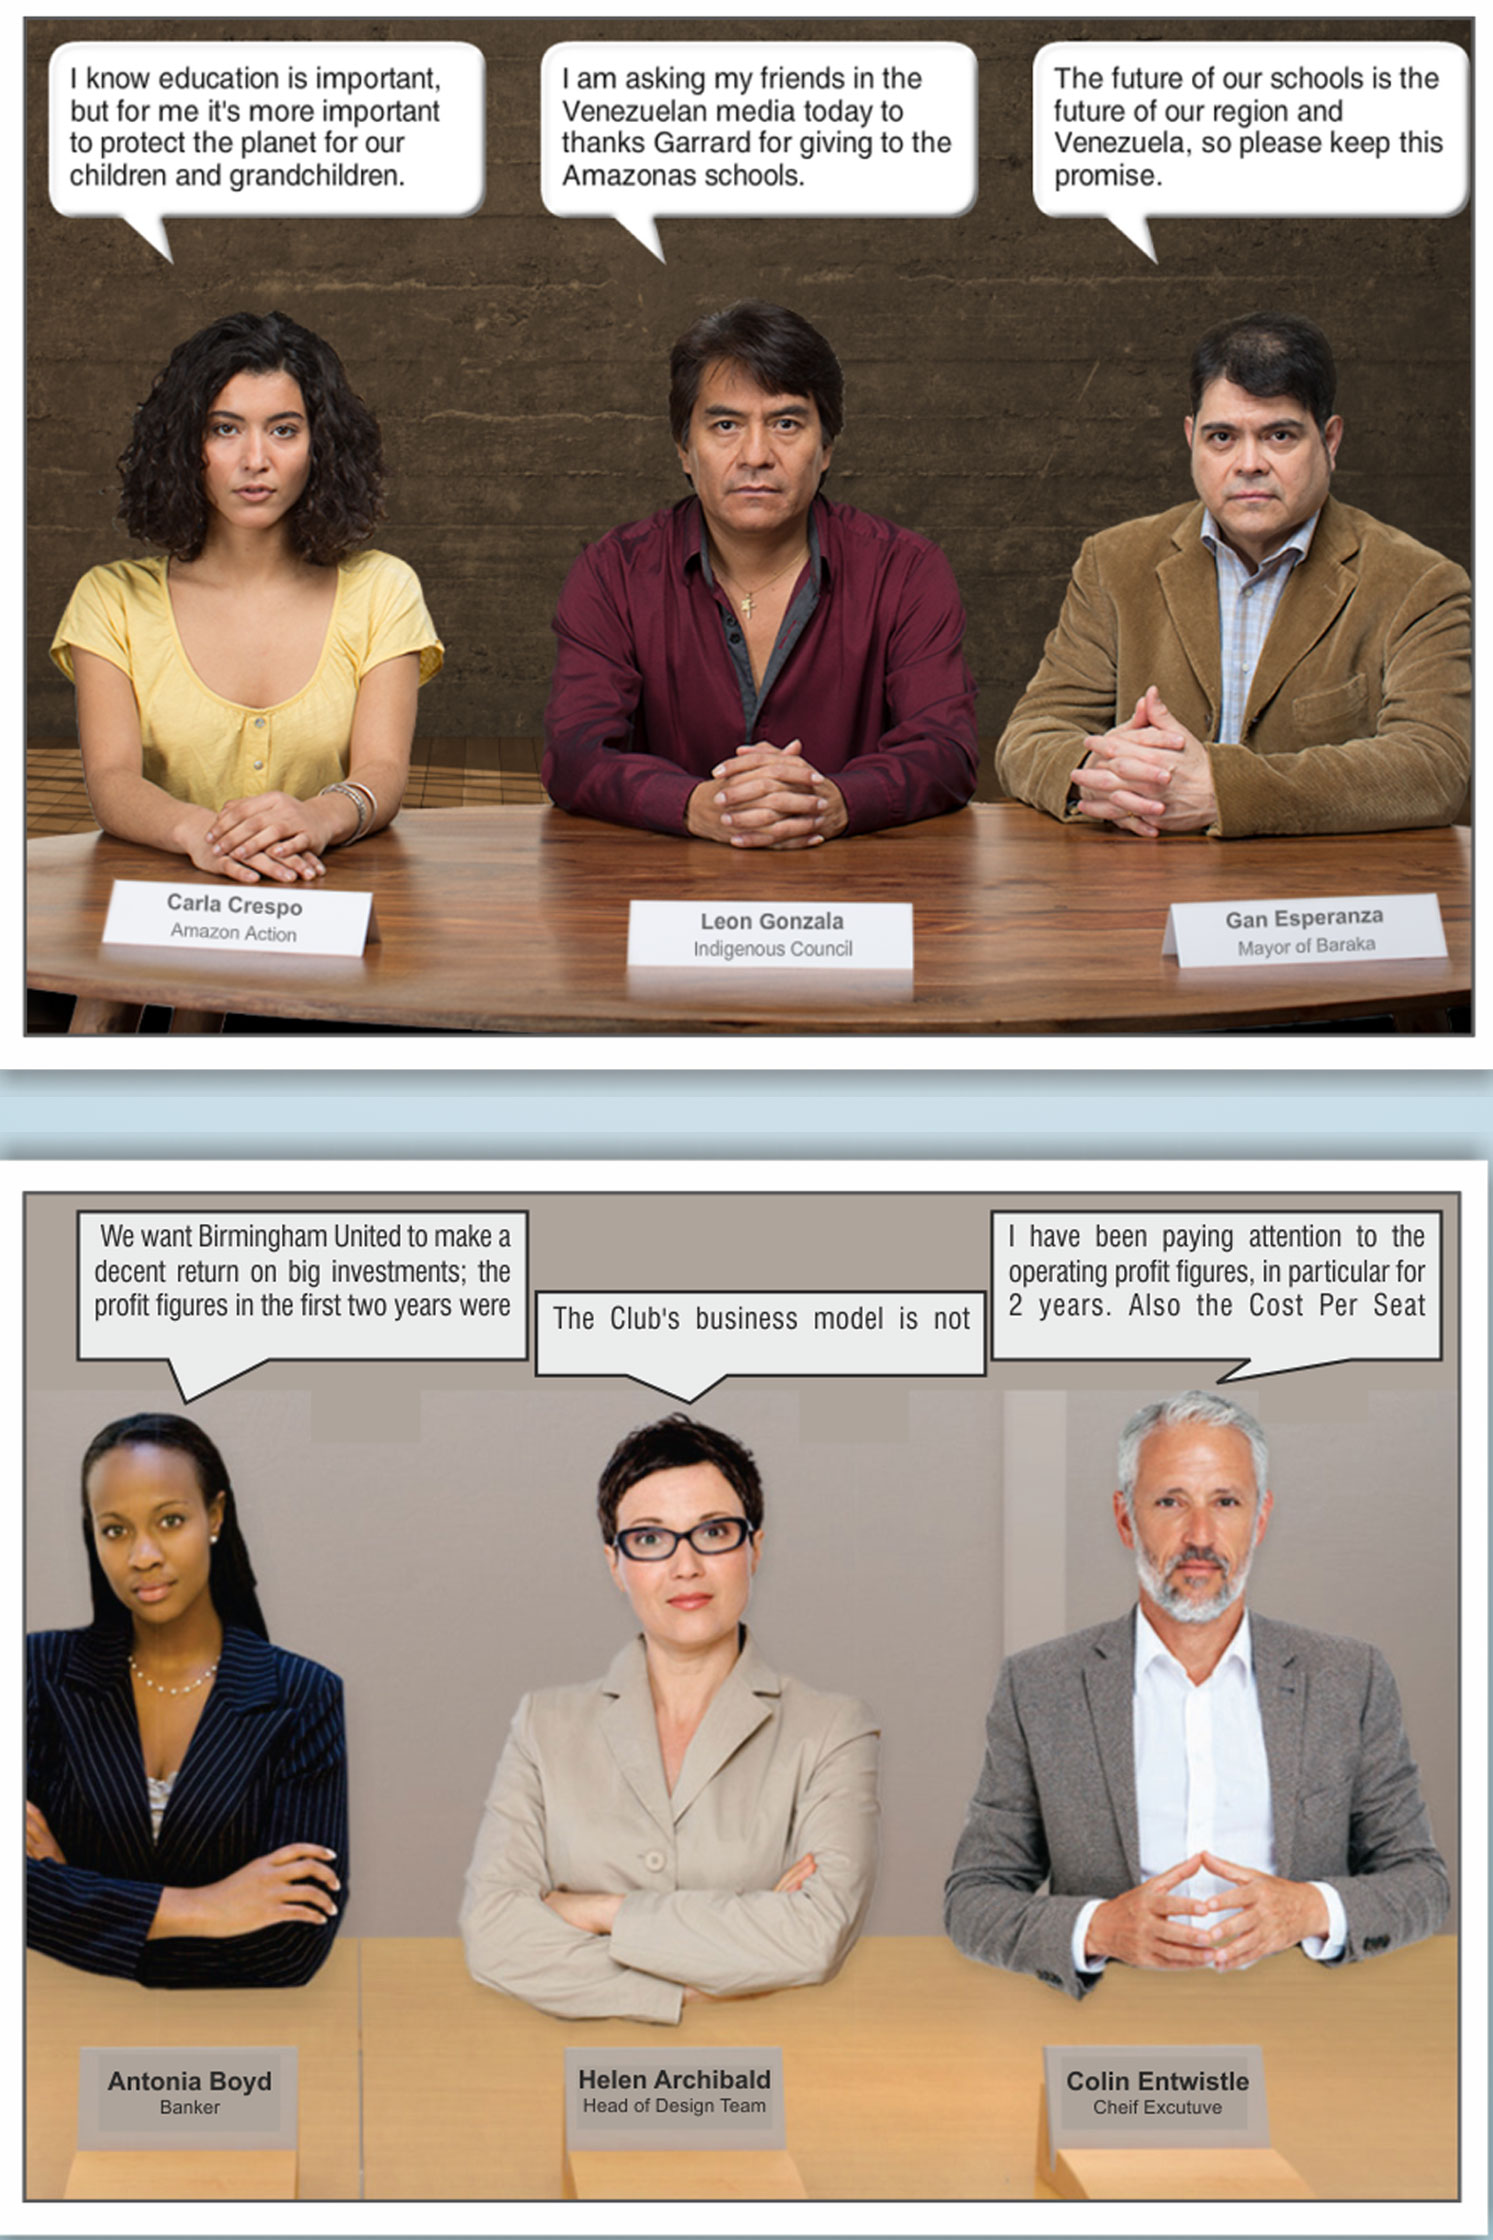 I know education is important,
but for me it's more important
to protect the planet for our
children and grandchildren.
I am asking my friends in the
Venezuelan media today to
thanks Garrard for giving to the
Amazonas schools.
The future of our schools is the
future of our region and
Venezuela, so please keep this
promise.
Carla Crespo
Amazon Action
Leon Gonzala
Indigenous Council
Gan Esperanza
Mayor of Baraka
We want Birmingham United to make a
decent return on big investments; the
profit figures in the first two years were
The Club's business model is not
I have been paying attention to the
operating profit figures, in particular for
2 years. Also the Cost Per Seat
Antonia Boyd
Banker
Helen Archibald
Head of Design Team
Colin Entwistle
Cheif Excutuve